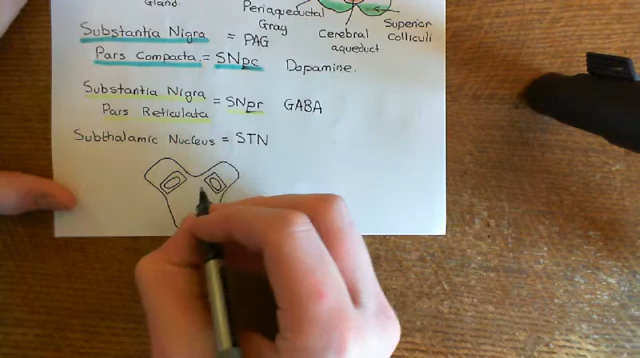 Gland.
Periaqueductal
Gray
= PAG
Cerebral
aqueduct
Superior
Colliculi
Substantia Nigra
Pars Compacta = SNpc
Dopamine.
Substantia Nigra
Pars Reticulata = SNpr GABA
Subthalamic Nucleus = STN